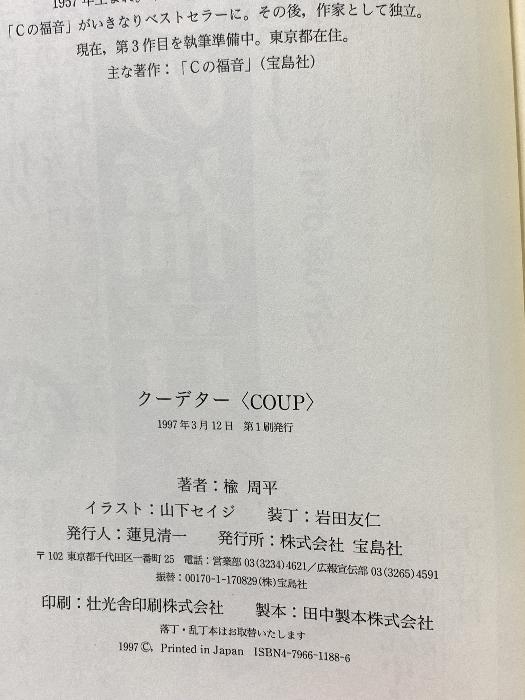 1957年生まれ。
「Cの福音」がいきなりベストセラーに。その後，作家として独立。
現在，第3作目を執筆準備中。東京都在住。
主な著作：「Cの福音」（宝島社）
クーデター〈COUP〉
1997年3月12日　第1刷発行
著者：楡 周平
イラスト：山下セイジ　装丁：岩田友仁
発行人：蓮見清一　発行所：株式会社 宝島社
〒102 東京都千代田区一番町25　電話：営業部 03(3234)4621／広報宣伝部 03(3265)4591
振替：00170-1-170829㈱宝島社
印刷：壮光舎印刷株式会社　製本：田中製本株式会社
落丁・乱丁本はお取替いたします
1997 ©, Printed in Japan　ISBN4-7966-1188-6